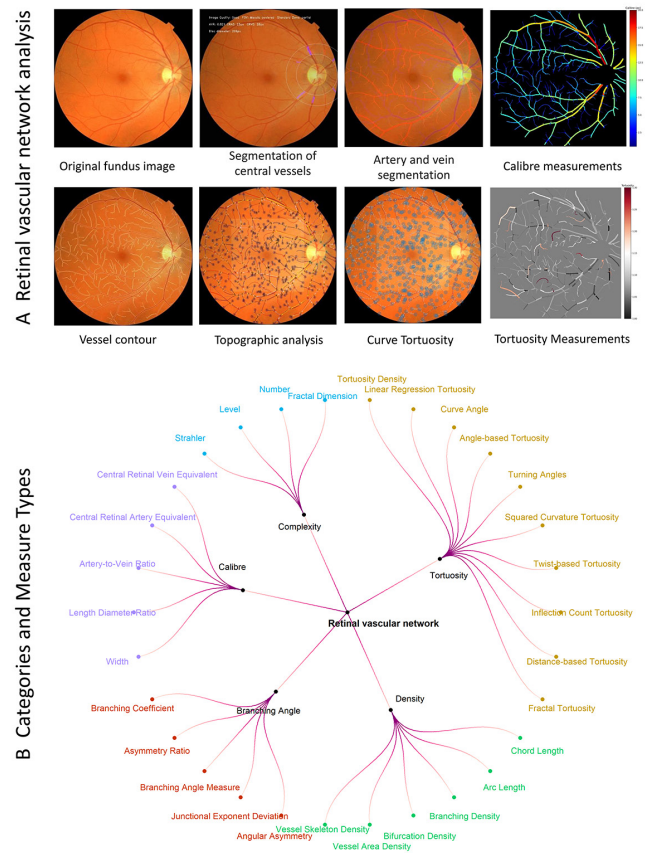 A Retinal vascular network analysis
Original fundus image
Segmentation of
central vessels
Artery and vein
segmentation
Calibre measurements
Vessel contour
Topographic analysis
Curve Tortuosity
Tortuosity Measurements
B Categories and Measure Types
Tortuosity Density
Number
Linear Regression Tortuosity
Fractal Dimension
Level
Curve Angle
Strahler
Angle-based Tortuosity
Central Retinal Vein Equivalent
Turning Angles
Central Retinal Artery Equivalent
Squared Curvature Tortuosity
Complexity
Artery-to-Vein Ratio
Calibre
Twist-based Tortuosity
Tortuosity
Length Diameter Ratio
Inflection Count Tortuosity
Retinal vascular network
Width
Distance-based Tortuosity
Branching Coefficient
Branching Angle
Density
Fractal Tortuosity
Asymmetry Ratio
Chord Length
Branching Angle Measure
Arc Length
Junctional Exponent Deviation
Branching Density
Angular Asymmetry
Vessel Skeleton Density
Bifurcation Density
Vessel Area Density